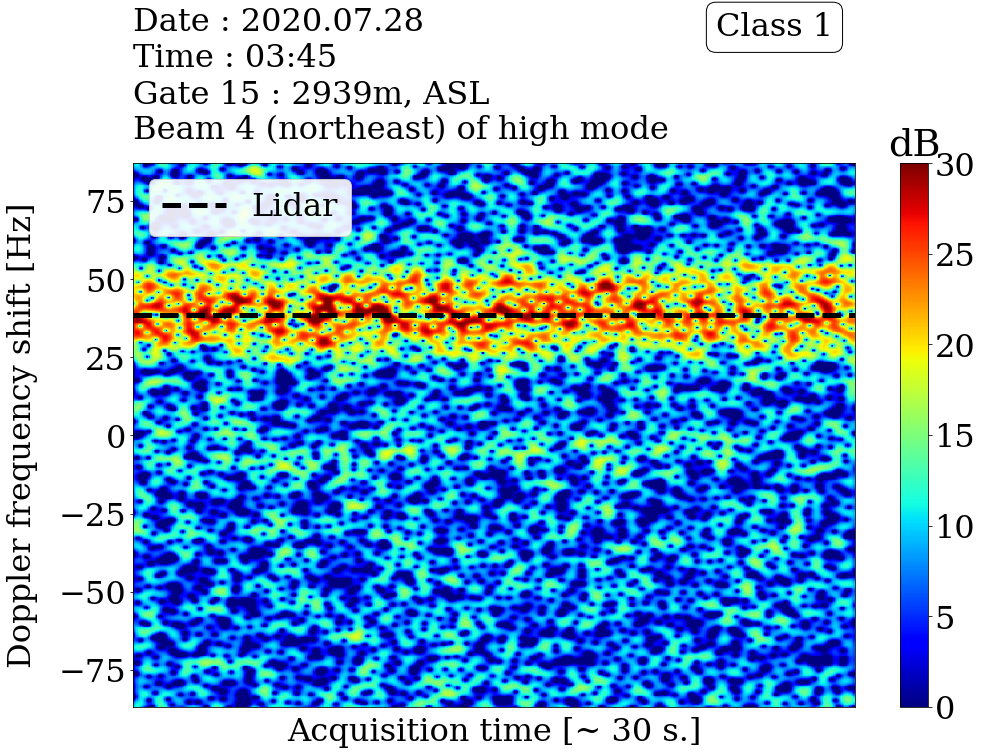 Date : 2020.07.28
Time : 03:45
Gate 15 : 2939m, ASL
Beam 4 (northeast) of high mode
Class 1
dB
30
25
20
15
10
5
0
Lidar
Doppler frequency shift [Hz]
75
50
25
0
−25
−50
−75
Acquisition time [~ 30 s.]